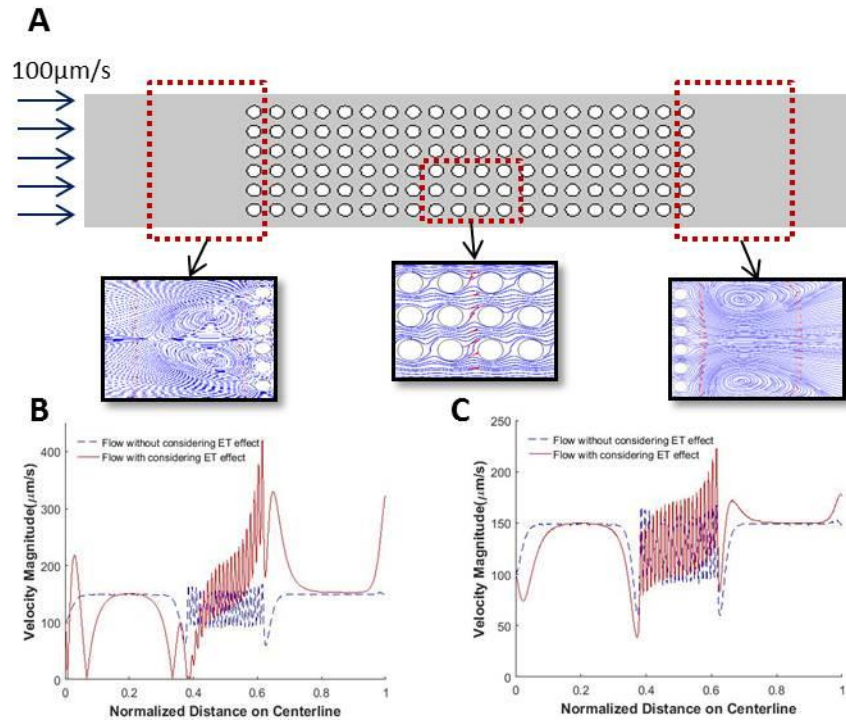 A
100μm/s
B
Velocity Magnitude(μm/s)
400
300
200
100
0
Flow without considering ET effect
Flow with considering ET effect
0 0.2 0.4 0.6 0.8 1
Normalized Distance on Centerline
C
Velocity Magnitude(μm/s)
250
200
150
100
50
0
Flow without considering ET effect
Flow with considering ET effect
0 0.2 0.4 0.6 0.8 1
Normalized Distance on Centerline